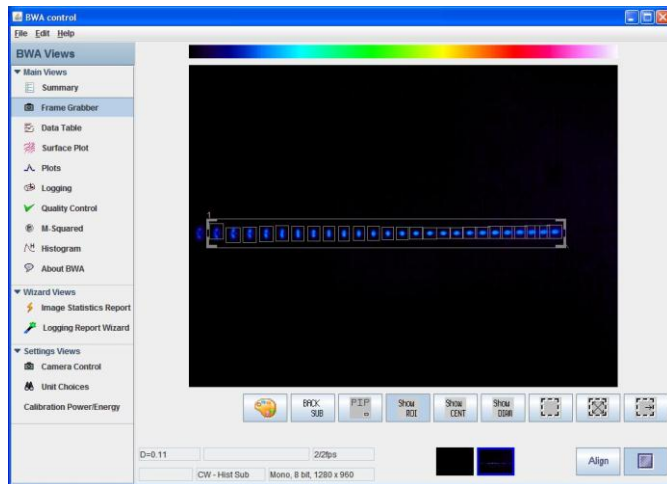 BWA control
File Edit Help
BWA Views
Main Views
Summary
Frame Grabber
Data Table
Surface Plot
Plots
Logging
Quality Control
M-Squared
Histogram
About BWA
Wizard Views
Image Statistics Report
Logging Report Wizard
Settings Views
Camera Control
Unit Choices
Calibration Power/Energy
1
BACK SUB
PIP
Show ROI
Show CENT
Show DIAM
D=0.11
2/2fps
CW - Hist Sub
Mono, 8 bit, 1280 x 960
Align